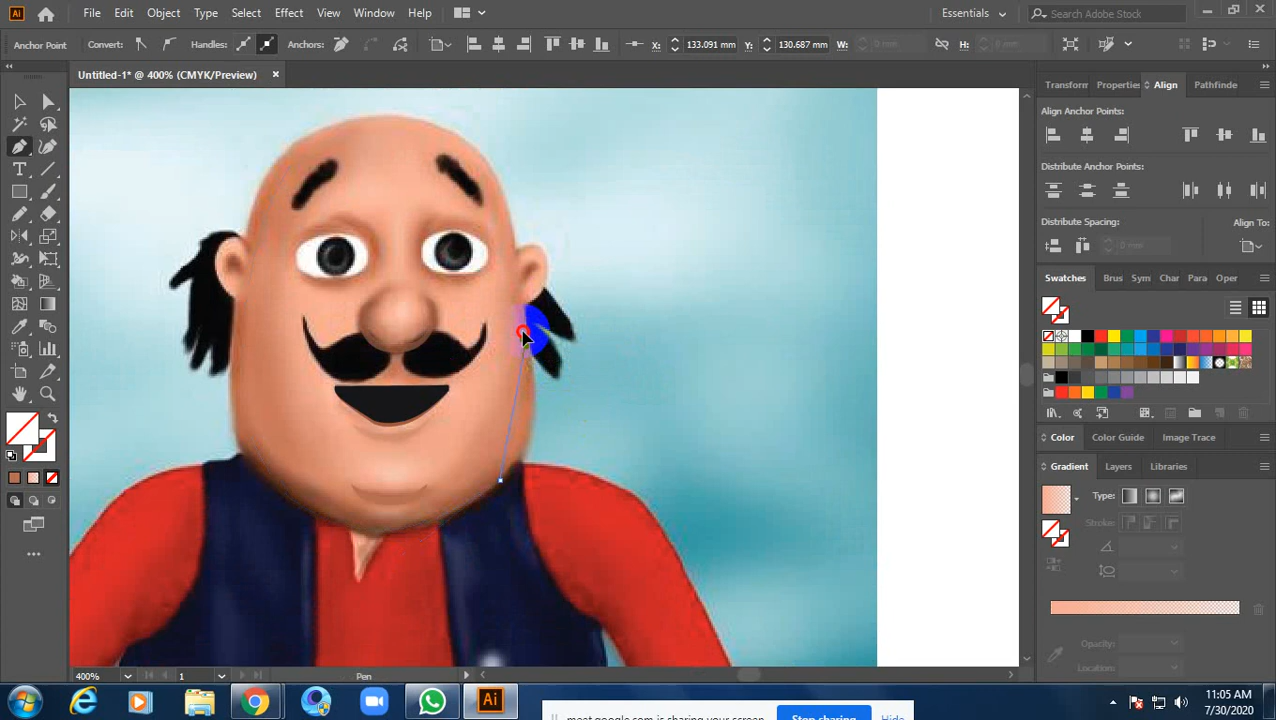 Ai File Edit Object Type Select Effect View Window Help Essentials Search Adobe Stock
Anchor Point Convert: Handles: Anchors: X: 133.091 mm Y: 130.687 mm W: 0 mm H: 0 mm
Untitled-1* @ 400% (CMYK/Preview) ×
Transform Properties Align Pathfinde
Align Anchor Points:
Distribute Anchor Points:
Distribute Spacing: Align To:
0 mm
Swatches Brus Sym Char Para Oper
Color Color Guide Image Trace
Gradient Layers Libraries
Type:
Stroke:
Opacity:
Location:
400% 1 Pen
Ai
meet.google.com is sharing your screen. Stop sharing Hide
11:05 AM
7/30/2020